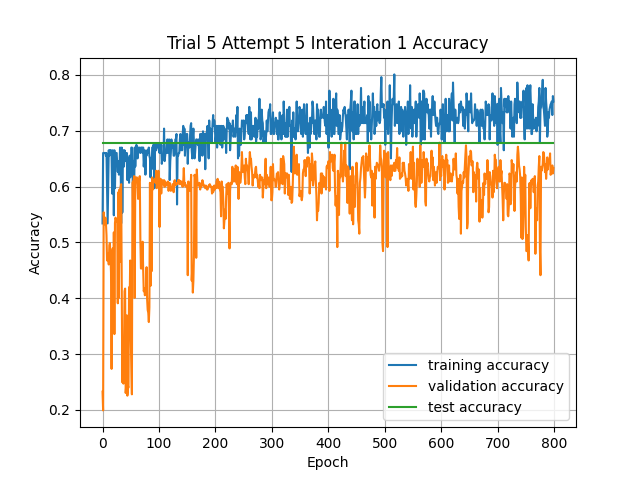 Trial 5 Attempt 5 Interation 1 Accuracy
0.8
0.7
0.6
0.5
0.4
0.3
0.2
Accuracy
training accuracy
validation accuracy
test accuracy
0 100 200 300 400 500 600 700 800
Epoch